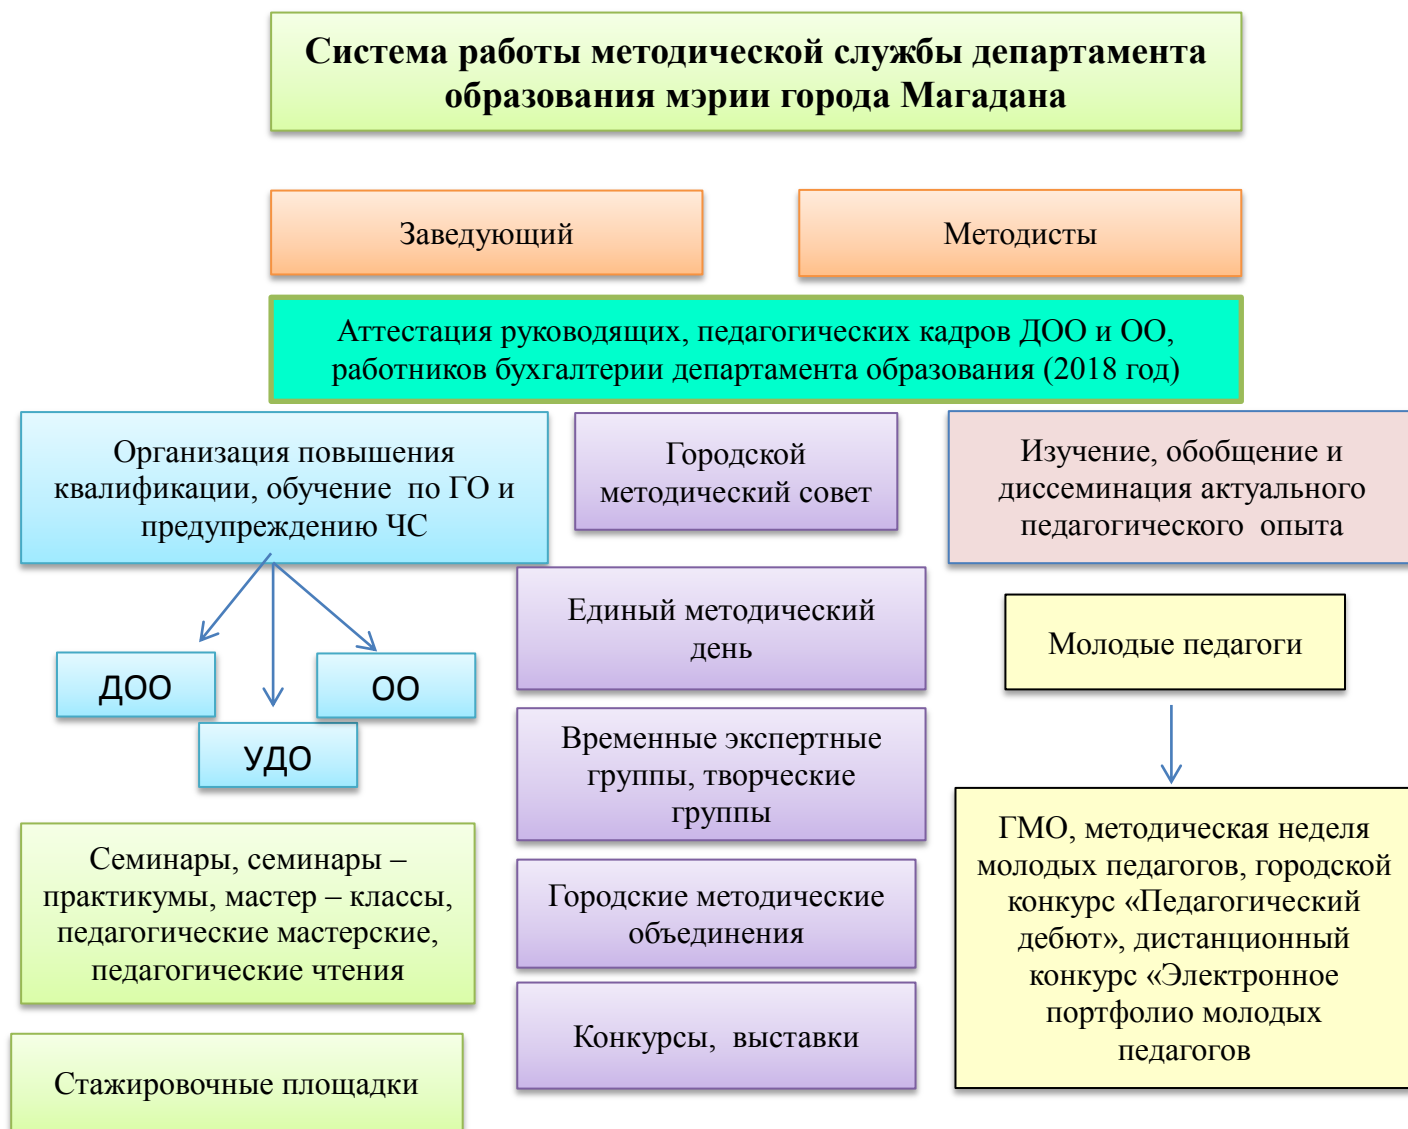 Система работы методической службы департамента
образования мэрии города Магадана
Заведующий
Методисты
Аттестация руководящих, педагогических кадров ДОО и ОО,
работников бухгалтерии департамента образования (2018 год)
Организация повышения
квалификации, обучение  по ГО и
предупреждению ЧС
ДОО
ОО
УДО
Семинары, семинары –
практикумы, мастер – классы,
педагогические мастерские,
педагогические чтения
Стажировочные площадки
Городской
методический совет
Единый методический
день
Временные экспертные
группы, творческие
группы
Городские методические
объединения
Конкурсы,  выставки
Изучение, обобщение и
диссеминация актуального
педагогического  опыта
Молодые педагоги
ГМО, методическая неделя
молодых педагогов, городской
конкурс «Педагогический
дебют», дистанционный
конкурс «Электронное
портфолио молодых
педагогов